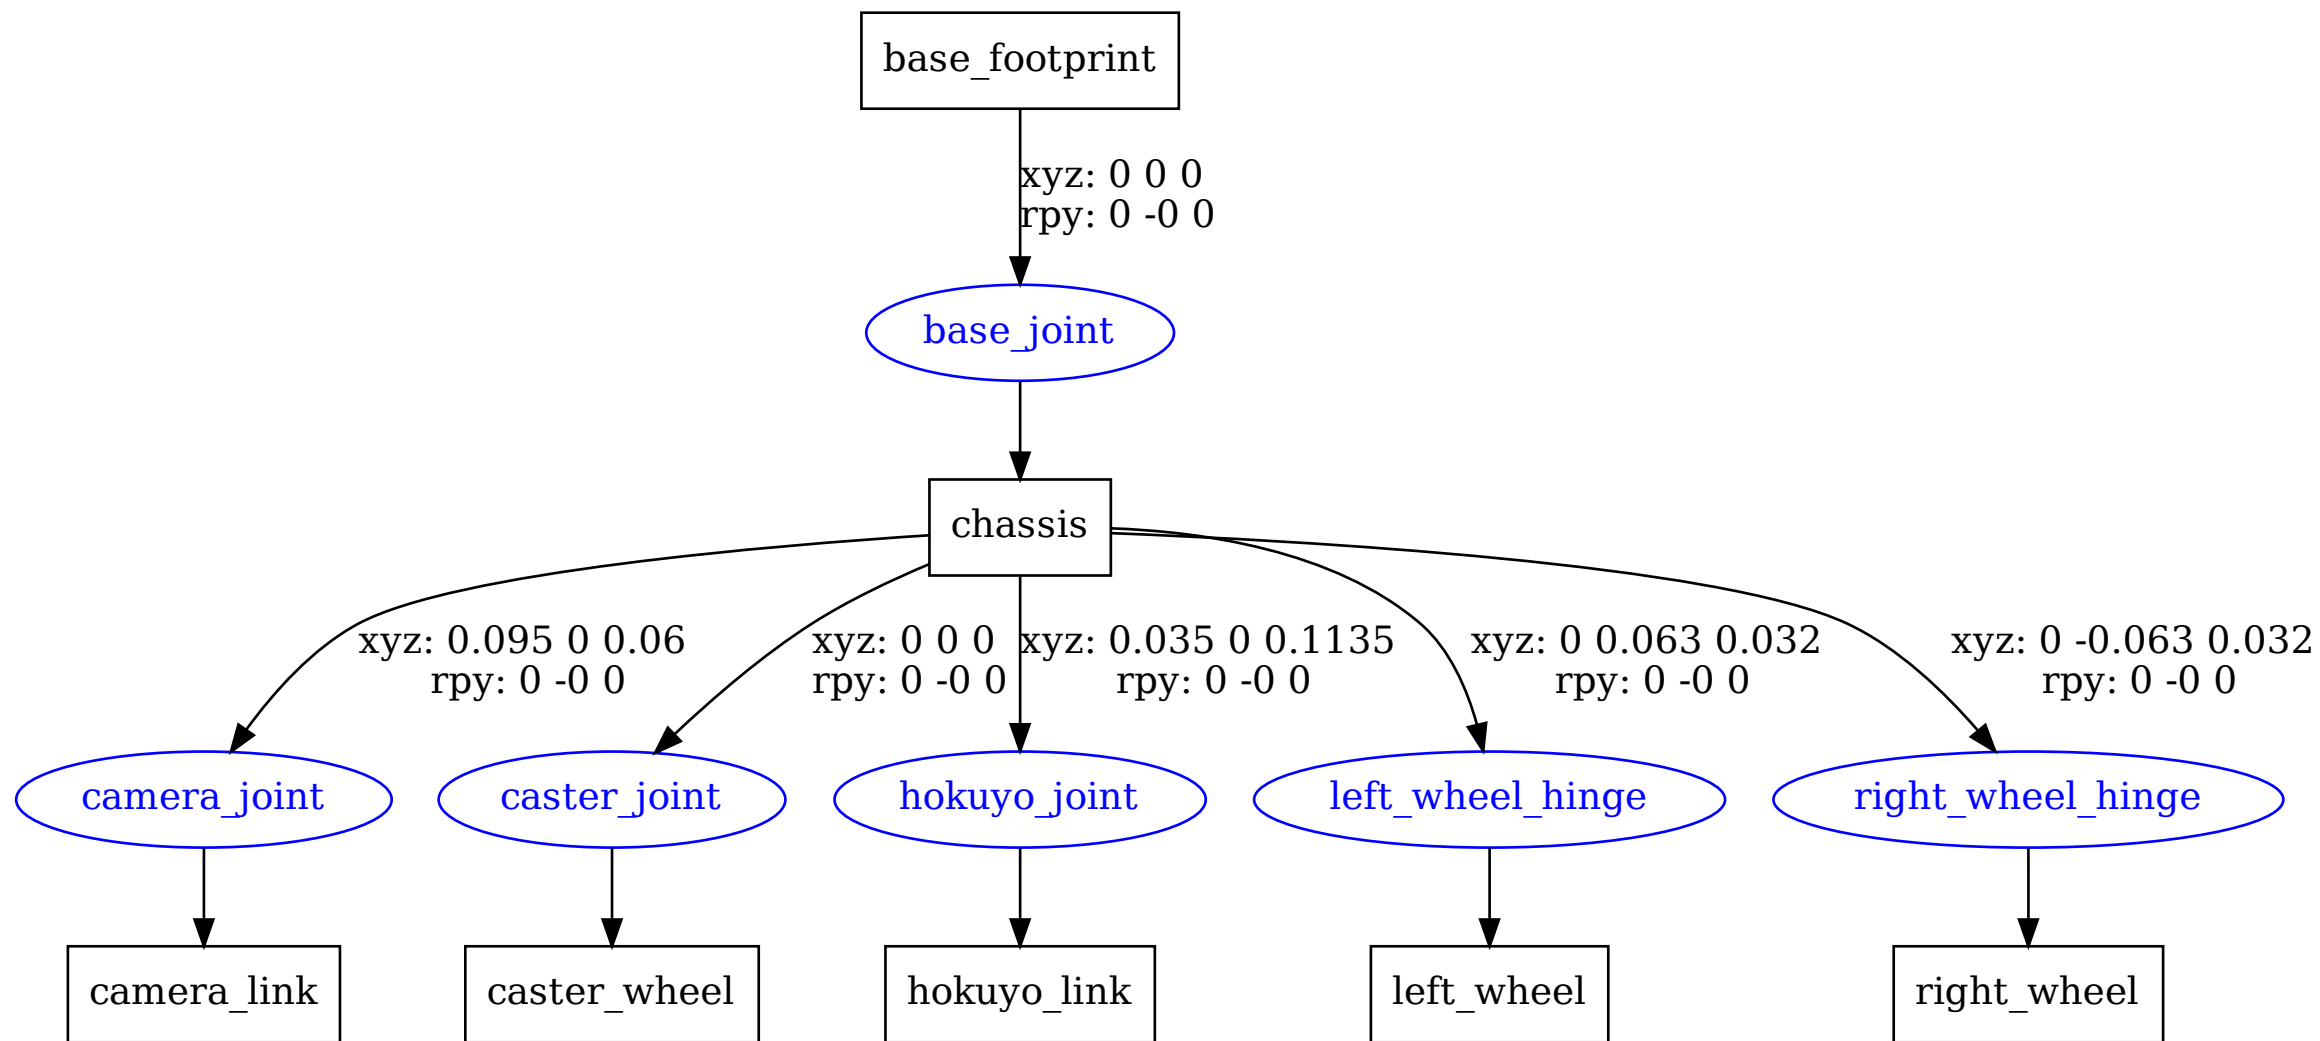 base_footprint
xyz: 0 0 0
rpy: 0 -0 0
base_joint
chassis
xyz: 0.095 0 0.06
rpy: 0 -0 0
xyz: 0 0 0
rpy: 0 -0 0
xyz: 0.035 0 0.1135
rpy: 0 -0 0
xyz: 0 0.063 0.032
rpy: 0 -0 0
xyz: 0 -0.063 0.032
rpy: 0 -0 0
camera_joint
caster_joint
hokuyo_joint
left_wheel_hinge
right_wheel_hinge
camera_link
caster_wheel
hokuyo_link
left_wheel
right_wheel